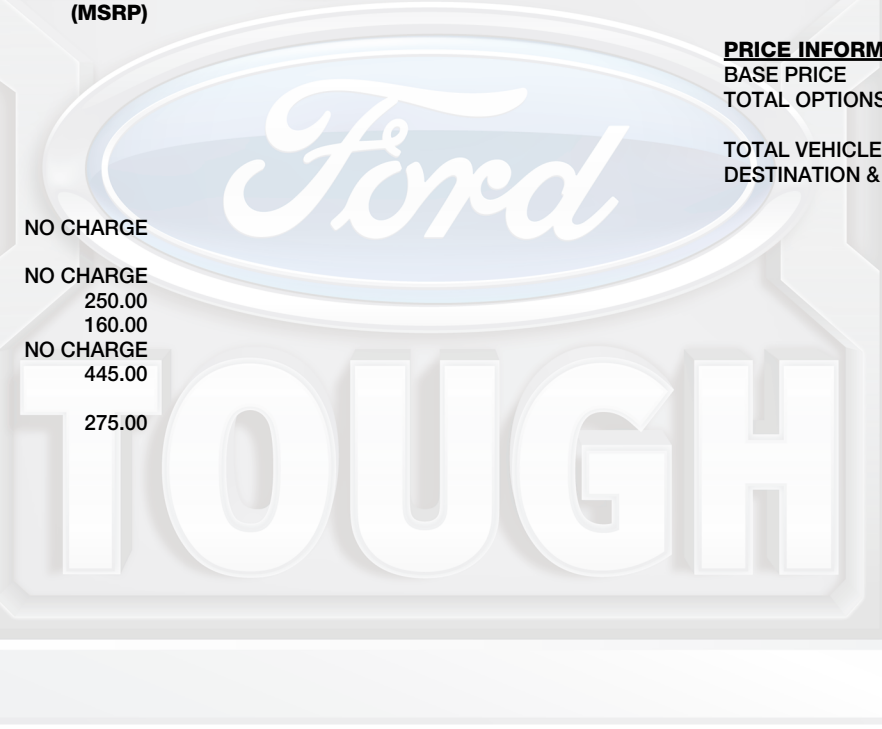 (MSRP)
NO CHARGE
NO CHARGE
250.00
160.00
NO CHARGE
445.00
275.00
PRICE INFORM
BASE PRICE
TOTAL OPTIONS
TOTAL VEHICLE
DESTINATION &
Ford
TOUGH